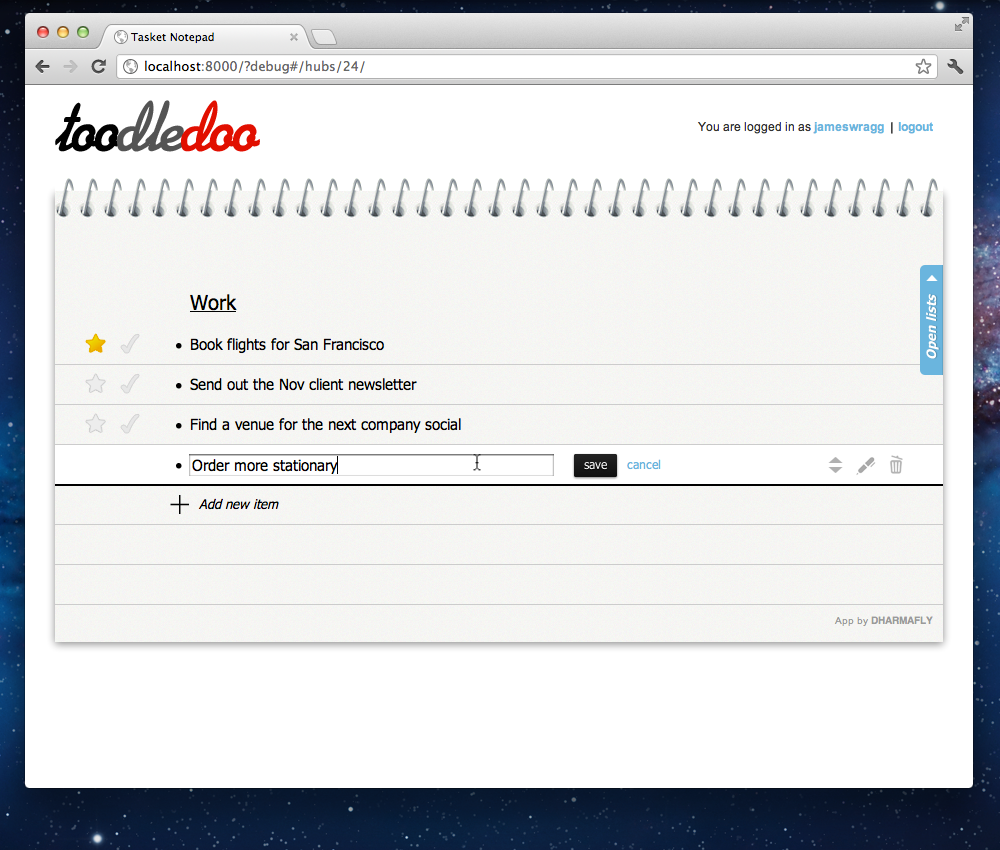 Tasket Notepad
localhost:8000/?debug#/hubs/24/
toodledoo
You are logged in as jameswragg | logout
Work
Open lists
• Book flights for San Francisco
• Send out the Nov client newsletter
• Find a venue for the next company social
• Order more stationary save cancel
Add new item
App by DHARMAFLY